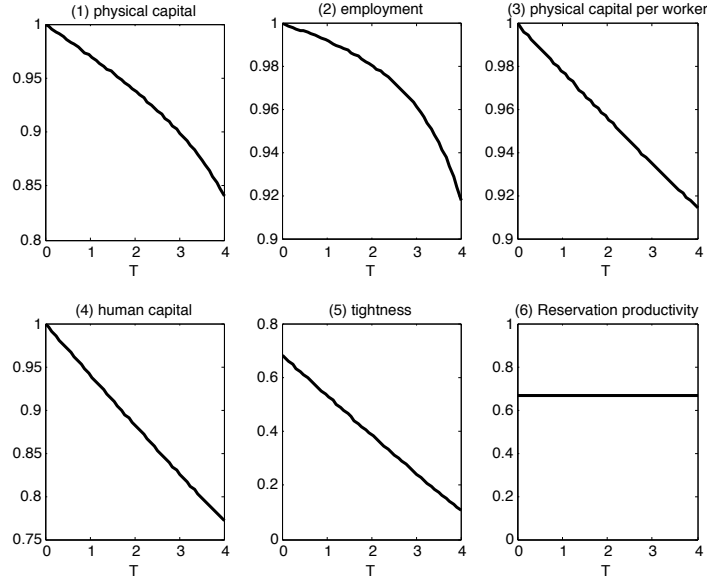 (1) physical capital
1
0.95
0.9
0.85
0.8
0 1 2 3 4
T
(2) employment
1
0.98
0.96
0.94
0.92
0.9
0 1 2 3 4
T
(3) physical capital per worker
1
0.98
0.96
0.94
0.92
0.9
0 1 2 3 4
T
(4) human capital
1
0.95
0.9
0.85
0.8
0.75
0 1 2 3 4
T
(5) tightness
0.8
0.6
0.4
0.2
0
0 1 2 3 4
T
(6) Reservation productivity
1
0.8
0.6
0.4
0.2
0
0 1 2 3 4
T